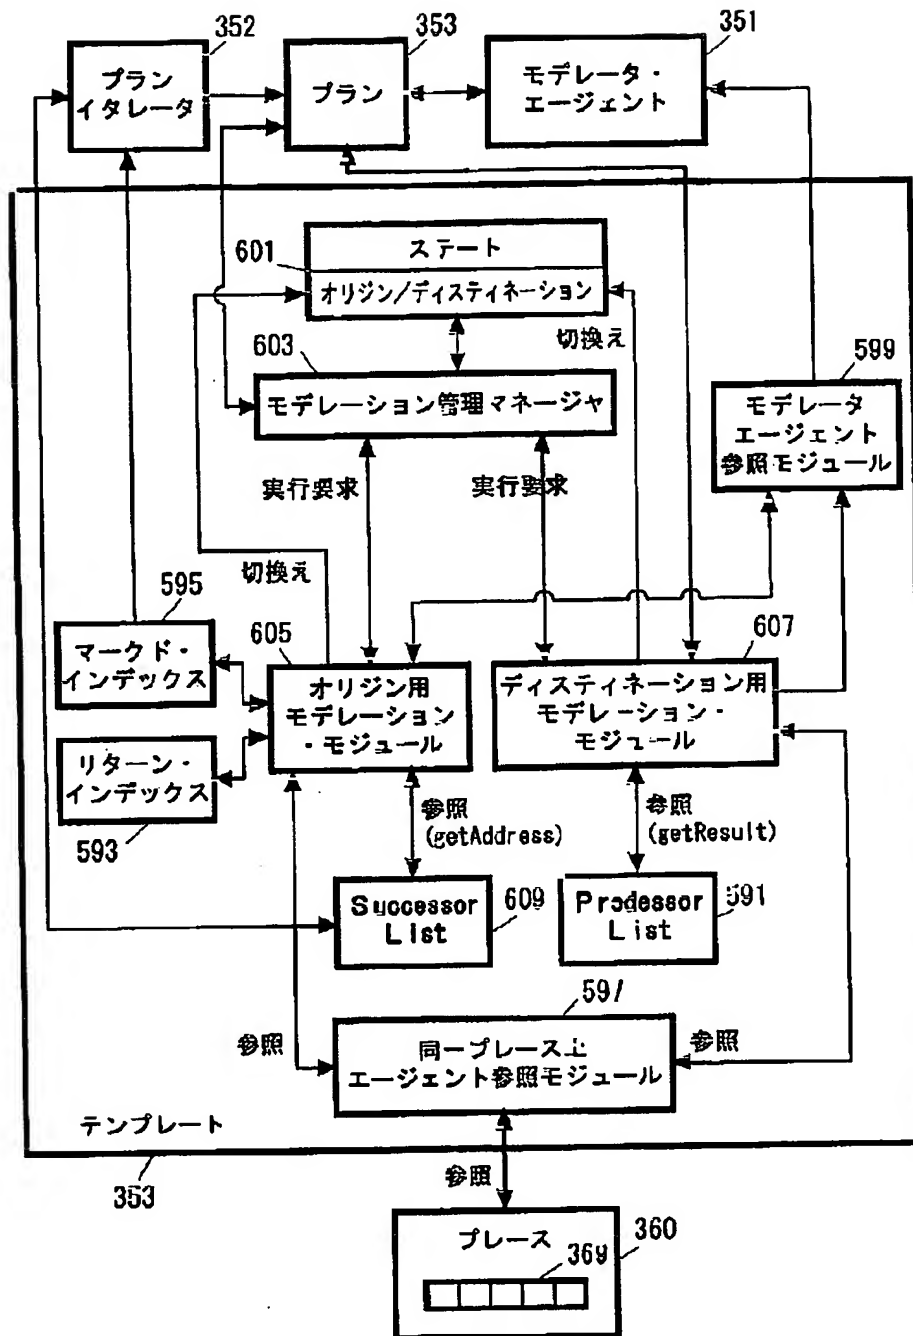 352
353
351
プラン
イタレータ
プラン
モデレータ・
エージェント
ステート
601
オリジン/ディスティネーション
切換え
603
モデレーション管理マネージャ
599
モデレータ
エージェント
参照モジュール
実行要求
実行要求
切換え
595
マークド・
インデックス
605
オリジン用
モデレーション
・モジュール
607
ディスティネーション用
モデレーション・
モジュール
リターン・
インデックス
593
参照
(getAddress)
参照
(getResult)
Successor
List
609
Prodessor
List
591
597
参照
同一プレース上
エージェント参照モジュール
参照
テンプレート
353
参照
プレース
360
369